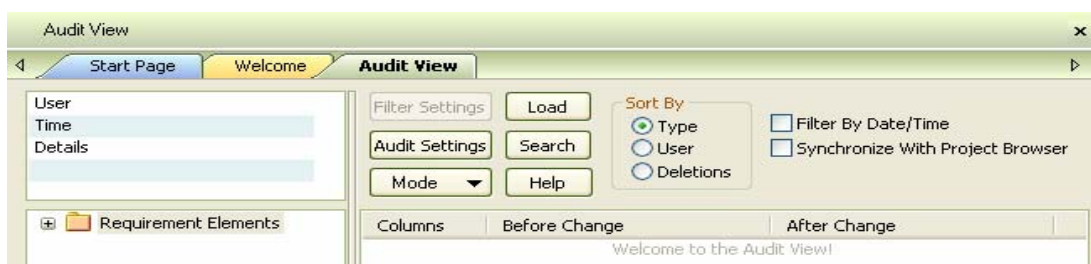 Audit View
Start Page Welcome Audit View
User
Time
Details
Filter Settings Load
Audit Settings Search
Mode Help
Sort By
Type
User
Deletions
Filter By Date/Time
Synchronize With Project Browser
Requirement Elements
Columns Before Change After Change
Welcome to the Audit View!